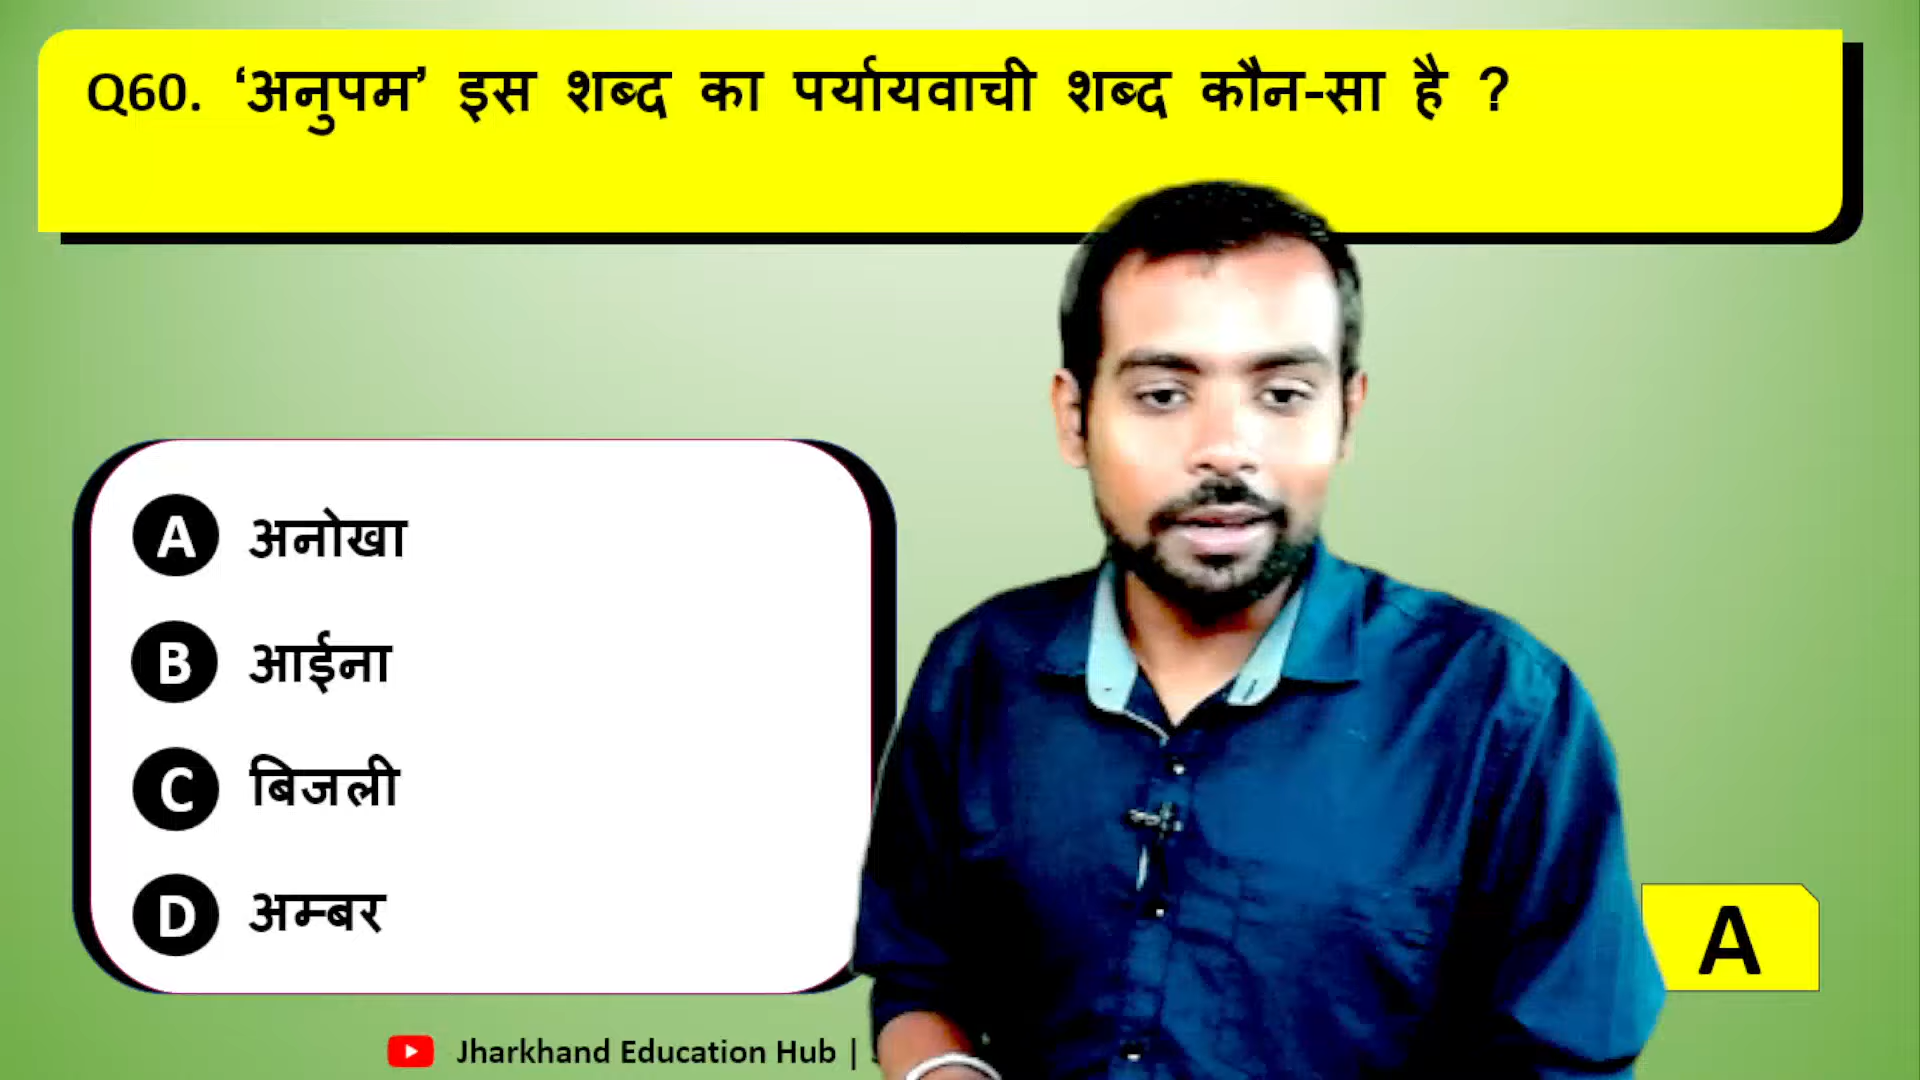 Q60. ‘अनुपम’ इस शब्द का पर्यायवाची शब्द कौन-सा है ?
A अनोखा
B आईना
C बिजली
D अम्बर
A
Jharkhand Education Hub |